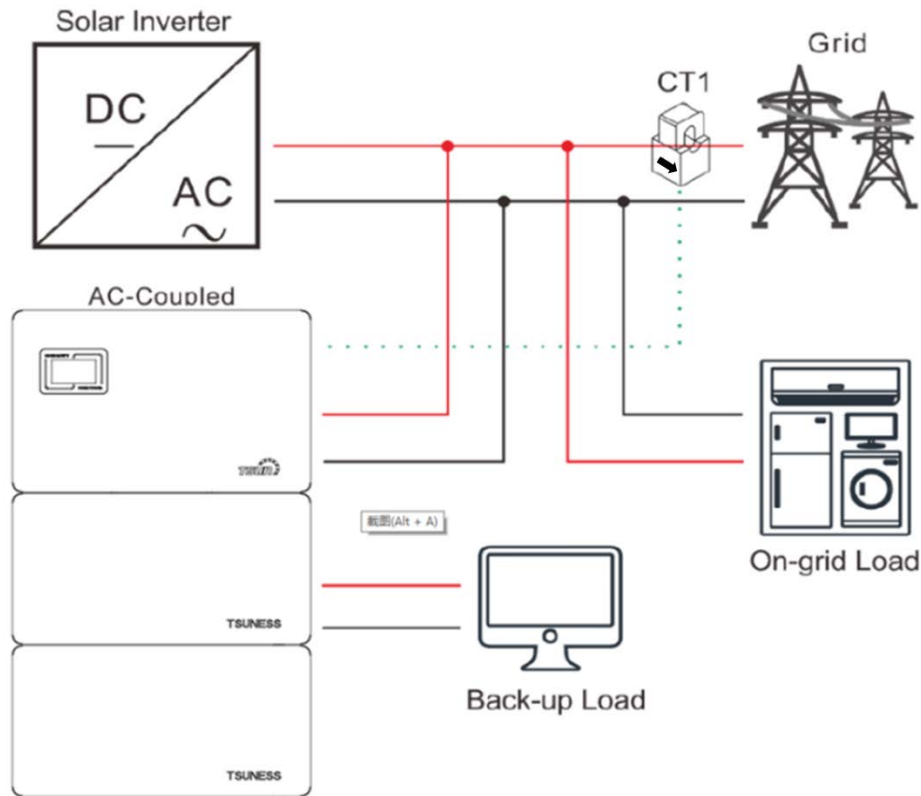 Solar Inverter
Grid
CT1
DC
AC
AC-Coupled
TSUN
截图(Alt + A)
On-grid Load
TSUNESS
Back-up Load
TSUNESS